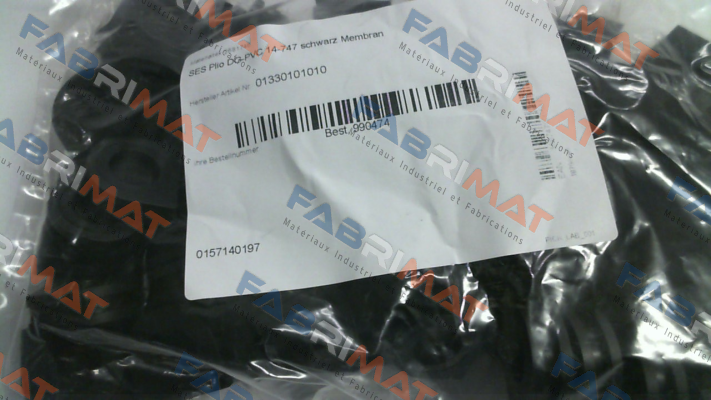 SES Plio DG-PVC 14-747 schwarz Membran
Hersteller Artikel Nr. 01330101010
Best. 990474
Ihre Bestellnummer
0157140197
FABRIMAT
Materiaux Industriel et Fabrications